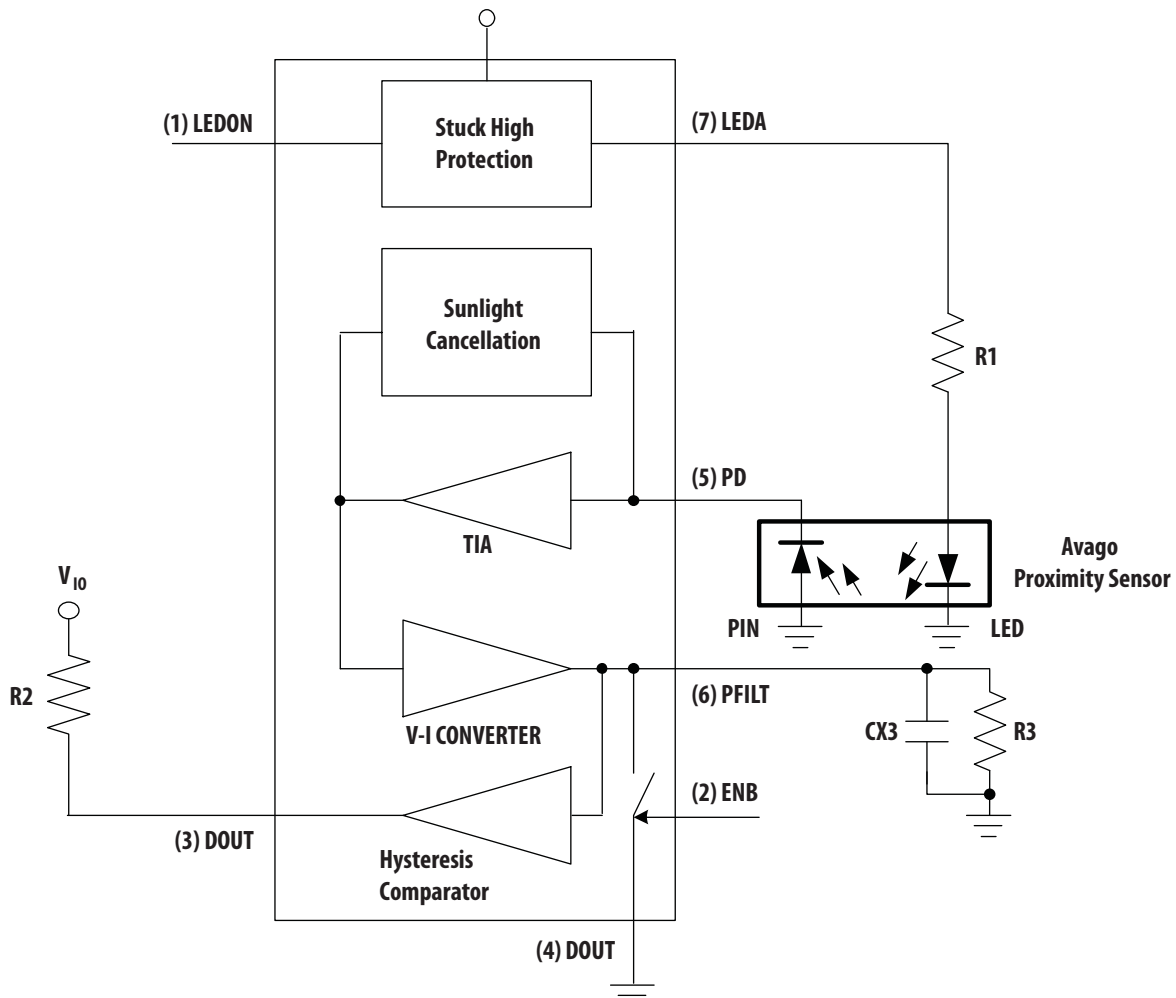 (1) LEDON
Stuck High
Protection
(7) LEDA
Sunlight
Cancellation
R1
(5) PD
TIA
Avago
Proximity Sensor
PIN
LED
V10
R2
V-I CONVERTER
(6) PFILT
CX3
R3
(2) ENB
(3) DOUT
Hysteresis
Comparator
(4) DOUT